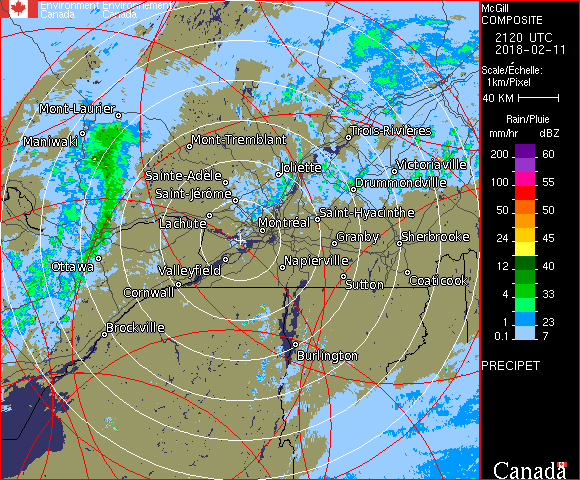 Environment Environnement
Canada Canada
McGill
COMPOSITE
2120 UTC
2018-02-11
Scale/Échelle:
1km/Pixel
40 KM
Rain/Pluie
mm/hr dBZ
200 60
100 55
50 50
24 45
12 40
4 33
1 23
0.1 7
PRECIPET
Canada
Mont-Laurier
Maniwaki
Mont-Tremblant
Trois-Rivières
Sainte-Adèle
Joliette
Victoriaville
Saint-Jérôme
Drummondville
Lachute
Montréal
Saint-Hyacinthe
Granby
Sherbrooke
Ottawa
Valleyfield
Napierville
Cornwall
Sutton
Coaticook
Brockville
Burlington